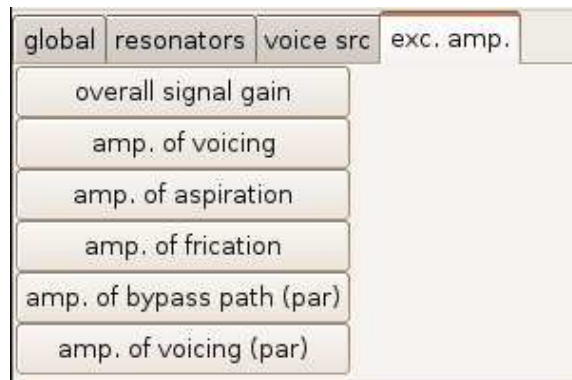 global resonators voice src exc. amp.
overall signal gain
amp. of voicing
amp. of aspiration
amp. of frication
amp. of bypass path (par)
amp. of voicing (par)